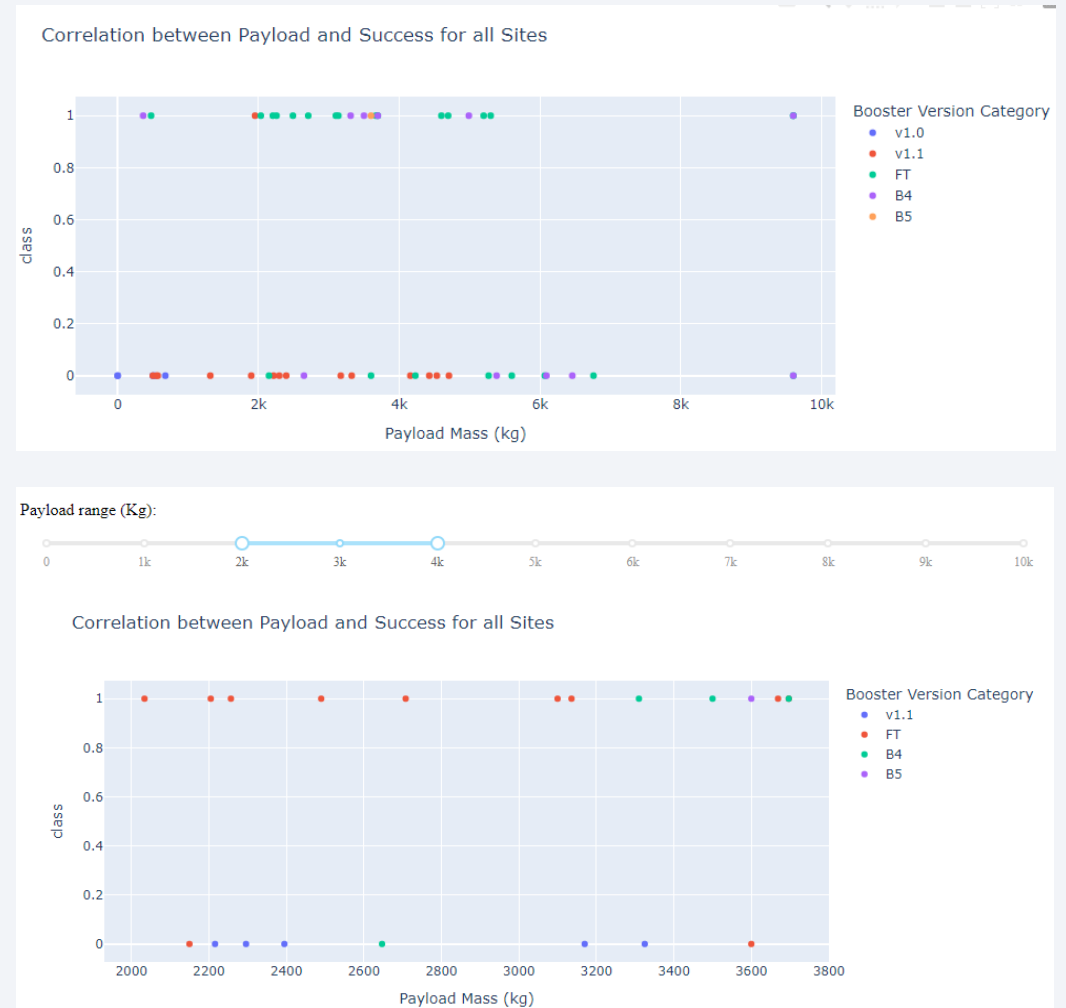 Correlation between Payload and Success for all Sites
1
0.8
0.6
0.4
0.2
0
class
0 2k 4k 6k 8k 10k
Payload Mass (kg)
Booster Version Category
v1.0
v1.1
FT
B4
B5
Payload range (Kg):
0 1k 2k 3k 4k 5k 6k 7k 8k 9k 10k
Correlation between Payload and Success for all Sites
1
0.8
0.6
0.4
0.2
0
class
2000 2200 2400 2600 2800 3000 3200 3400 3600 3800
Payload Mass (kg)
Booster Version Category
v1.1
FT
B4
B5